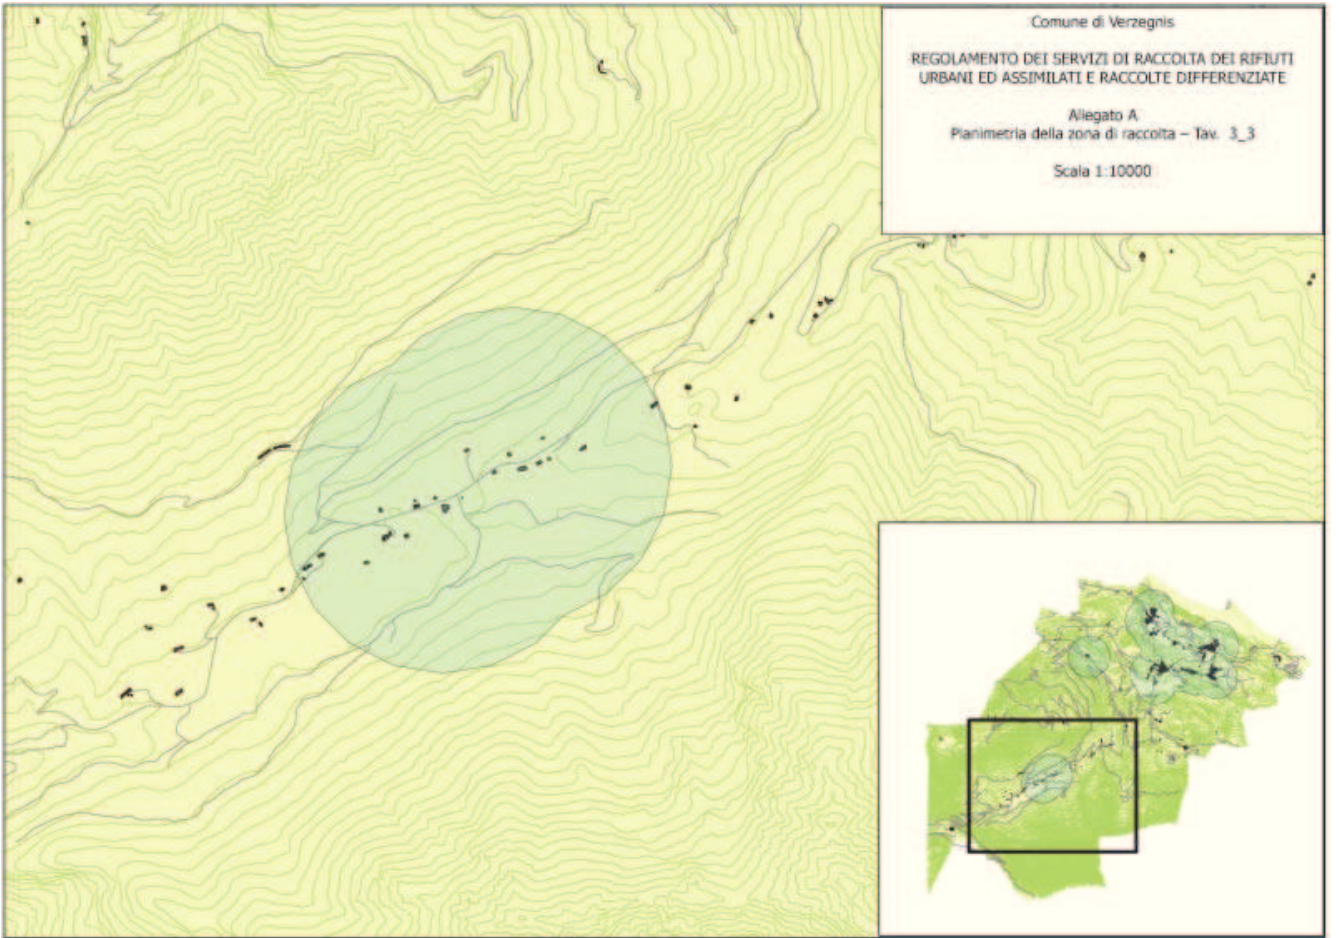 Comune di Verzegnis
REGOLAMENTO DEI SERVIZI DI RACCOLTA DEI RIFIUTI
URBANI ED ASSIMILATI E RACCOLTE DIFFERENZIATE
Allegato A
Planimetria della zona di raccolta – Tav. 3_3
Scala 1:10000